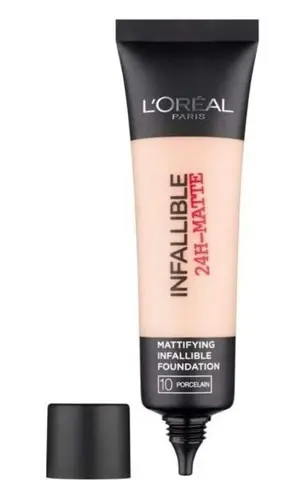 L'ORÉAL
PARIS
INFALLIBLE
24H-MATTE
MATTIFYING
INFALLIBLE
FOUNDATION
10 PORCELAIN